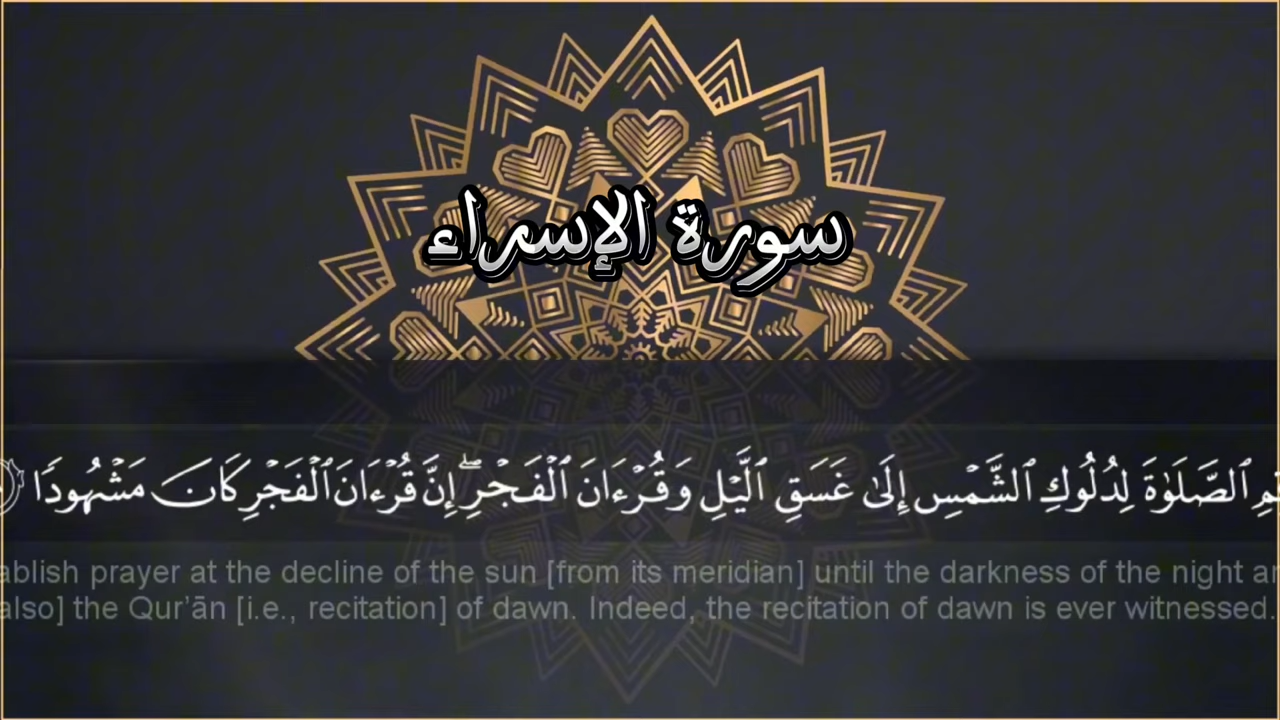 سورة الإسراء
ٱلصَّلَوٰةَ لِدُلُوكِ ٱلشَّمۡسِ إِلَىٰ غَسَقِ ٱلَّيۡلِ وَقُرۡءَانَ ٱلۡفَجۡرِۖ إِنَّ قُرۡءَانَ ٱلۡفَجۡرِ كَانَ مَشۡهُودٗا
ablish prayer at the decline of the sun [from its meridian] until the darkness of the night an
also] the Qur’ān [i.e., recitation] of dawn. Indeed, the recitation of dawn is ever witnessed.